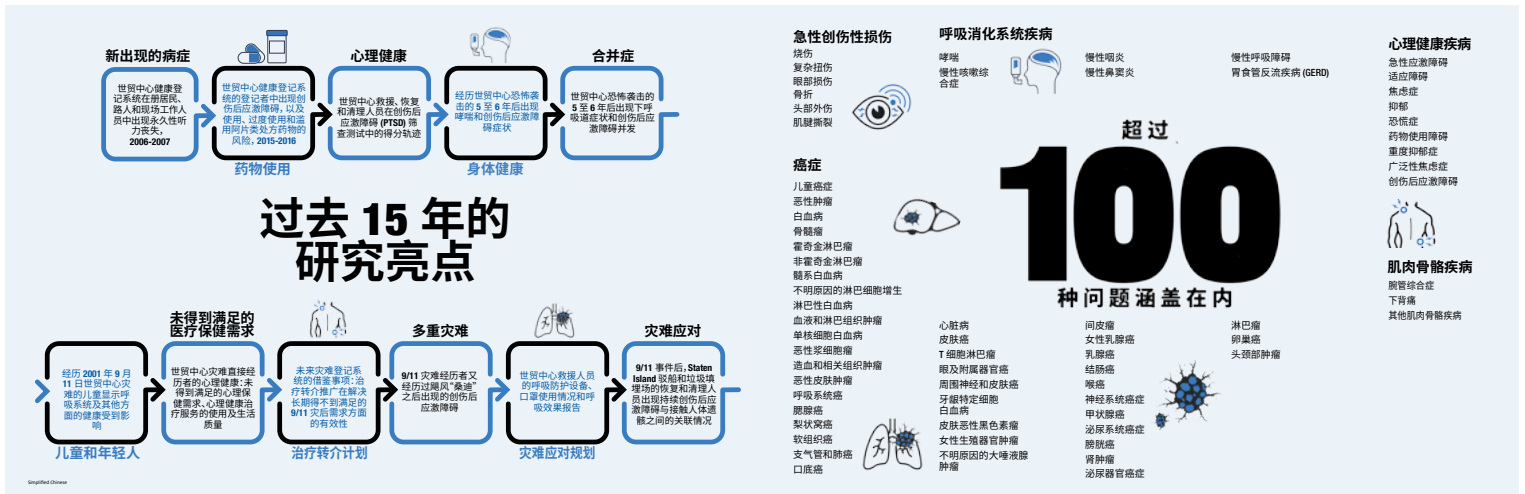 新出现的病症
世贸中心健康登
记系统在册居民、
路人和现场工作人
员中出现永久性听
力丧失，
2006-2007
世贸中心健康登记系
统的登记者中出现创
伤后应激障碍，以及
使用、过度使用和滥
用阿片类处方药物的
风险，2015-2016
药物使用
心理健康
世贸中心救援、恢复
和清理人员在创伤后
应激障碍 (PTSD) 筛
查测试中的得分轨迹
经历世贸中心恐怖袭
击的 5 至 6 年后出现
哮喘和创伤后应激障
碍症状
身体健康
合并症
世贸中心恐怖袭击的
5 至 6 年后出现下呼
吸道症状和创伤后应
激障碍并发
过去 15 年的
研究亮点
经历 2001 年 9 月
11 日世贸中心灾
难的儿童显示呼
吸系统及其他方
面的健康受到影
响
儿童和年轻人
未得到满足的
医疗保健需求
世贸中心灾难直接经
历者的心理健康：未
得到满足的心理保
健需求、心理健康治
疗服务的使用及生活
质量
未来灾难登记系
统的借鉴事项：治
疗转介推广在解决
长期得不到满足的
9/11 灾后需求方面
的有效性
治疗转介计划
多重灾难
9/11 灾难经历者又
经历过飓风“桑迪”
之后出现的创伤后
应激障碍
世贸中心救援人员
的呼吸防护设备、
口罩使用情况和呼
吸效果报告
灾难应对规划
灾难应对
9/11 事件后，Staten
Island 驳船和垃圾填
埋场的恢复和清理人
员出现持续创伤后应
激障碍与接触人体遗
骸之间的关联情况
Simplified Chinese
急性创伤性损伤
烧伤
复杂扭伤
眼部损伤
骨折
头部外伤
肌腱撕裂
呼吸消化系统疾病
哮喘
慢性咳嗽综
合症
慢性咽炎
慢性鼻窦炎
慢性呼吸障碍
胃食管反流疾病 (GERD)
心理健康疾病
急性应激障碍
适应障碍
焦虑症
抑郁
恐慌症
药物使用障碍
重度抑郁症
广泛性焦虑症
创伤后应激障碍
肌肉骨骼疾病
腕管综合症
下背痛
其他肌肉骨骼疾病
超过
100
种问题涵盖在内
癌症
儿童癌症
恶性肿瘤
白血病
骨髓瘤
霍奇金淋巴瘤
非霍奇金淋巴瘤
髓系白血病
不明原因的淋巴细胞增生
淋巴性白血病
血液和淋巴组织肿瘤
单核细胞白血病
恶性浆细胞瘤
造血和相关组织肿瘤
恶性皮肤肿瘤
呼吸系统癌
腮腺癌
梨状窝癌
软组织癌
支气管和肺癌
口底癌
心脏病
皮肤癌
T 细胞淋巴瘤
眼及附属器官癌
周围神经和皮肤癌
牙龈特定细胞
白血病
皮肤恶性黑色素瘤
女性生殖器官肿瘤
不明原因的大唾液腺
肿瘤
间皮瘤
女性乳腺癌
乳腺癌
结肠癌
喉癌
神经系统癌症
甲状腺癌
泌尿系统癌症
膀胱癌
肾肿瘤
泌尿器官癌症
淋巴瘤
卵巢癌
头颈部肿瘤